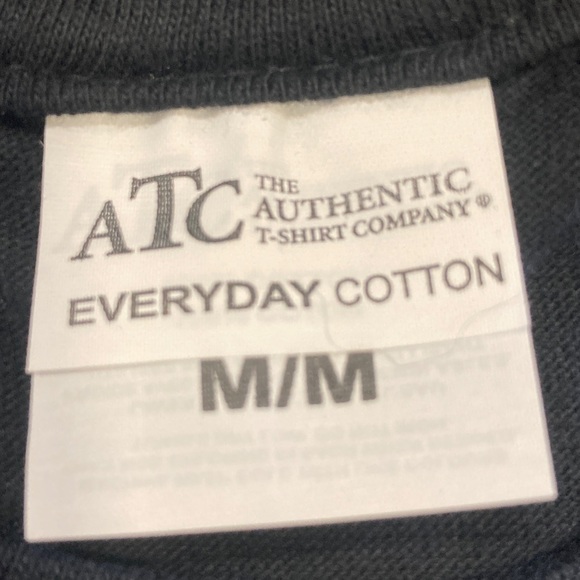 ATC THE
AUTHENTIC
T-SHIRT COMPANY®
EVERYDAY COTTON
M/M